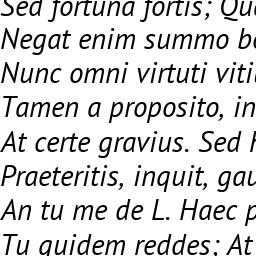 Sed fortuna fortis; Qu
Negat enim summo b
Nunc omni virtuti viti
Tamen a proposito, in
At certe gravius. Sed
Praeteritis, inquit, gau
An tu me de L. Haec p
Tu quidem reddes; At